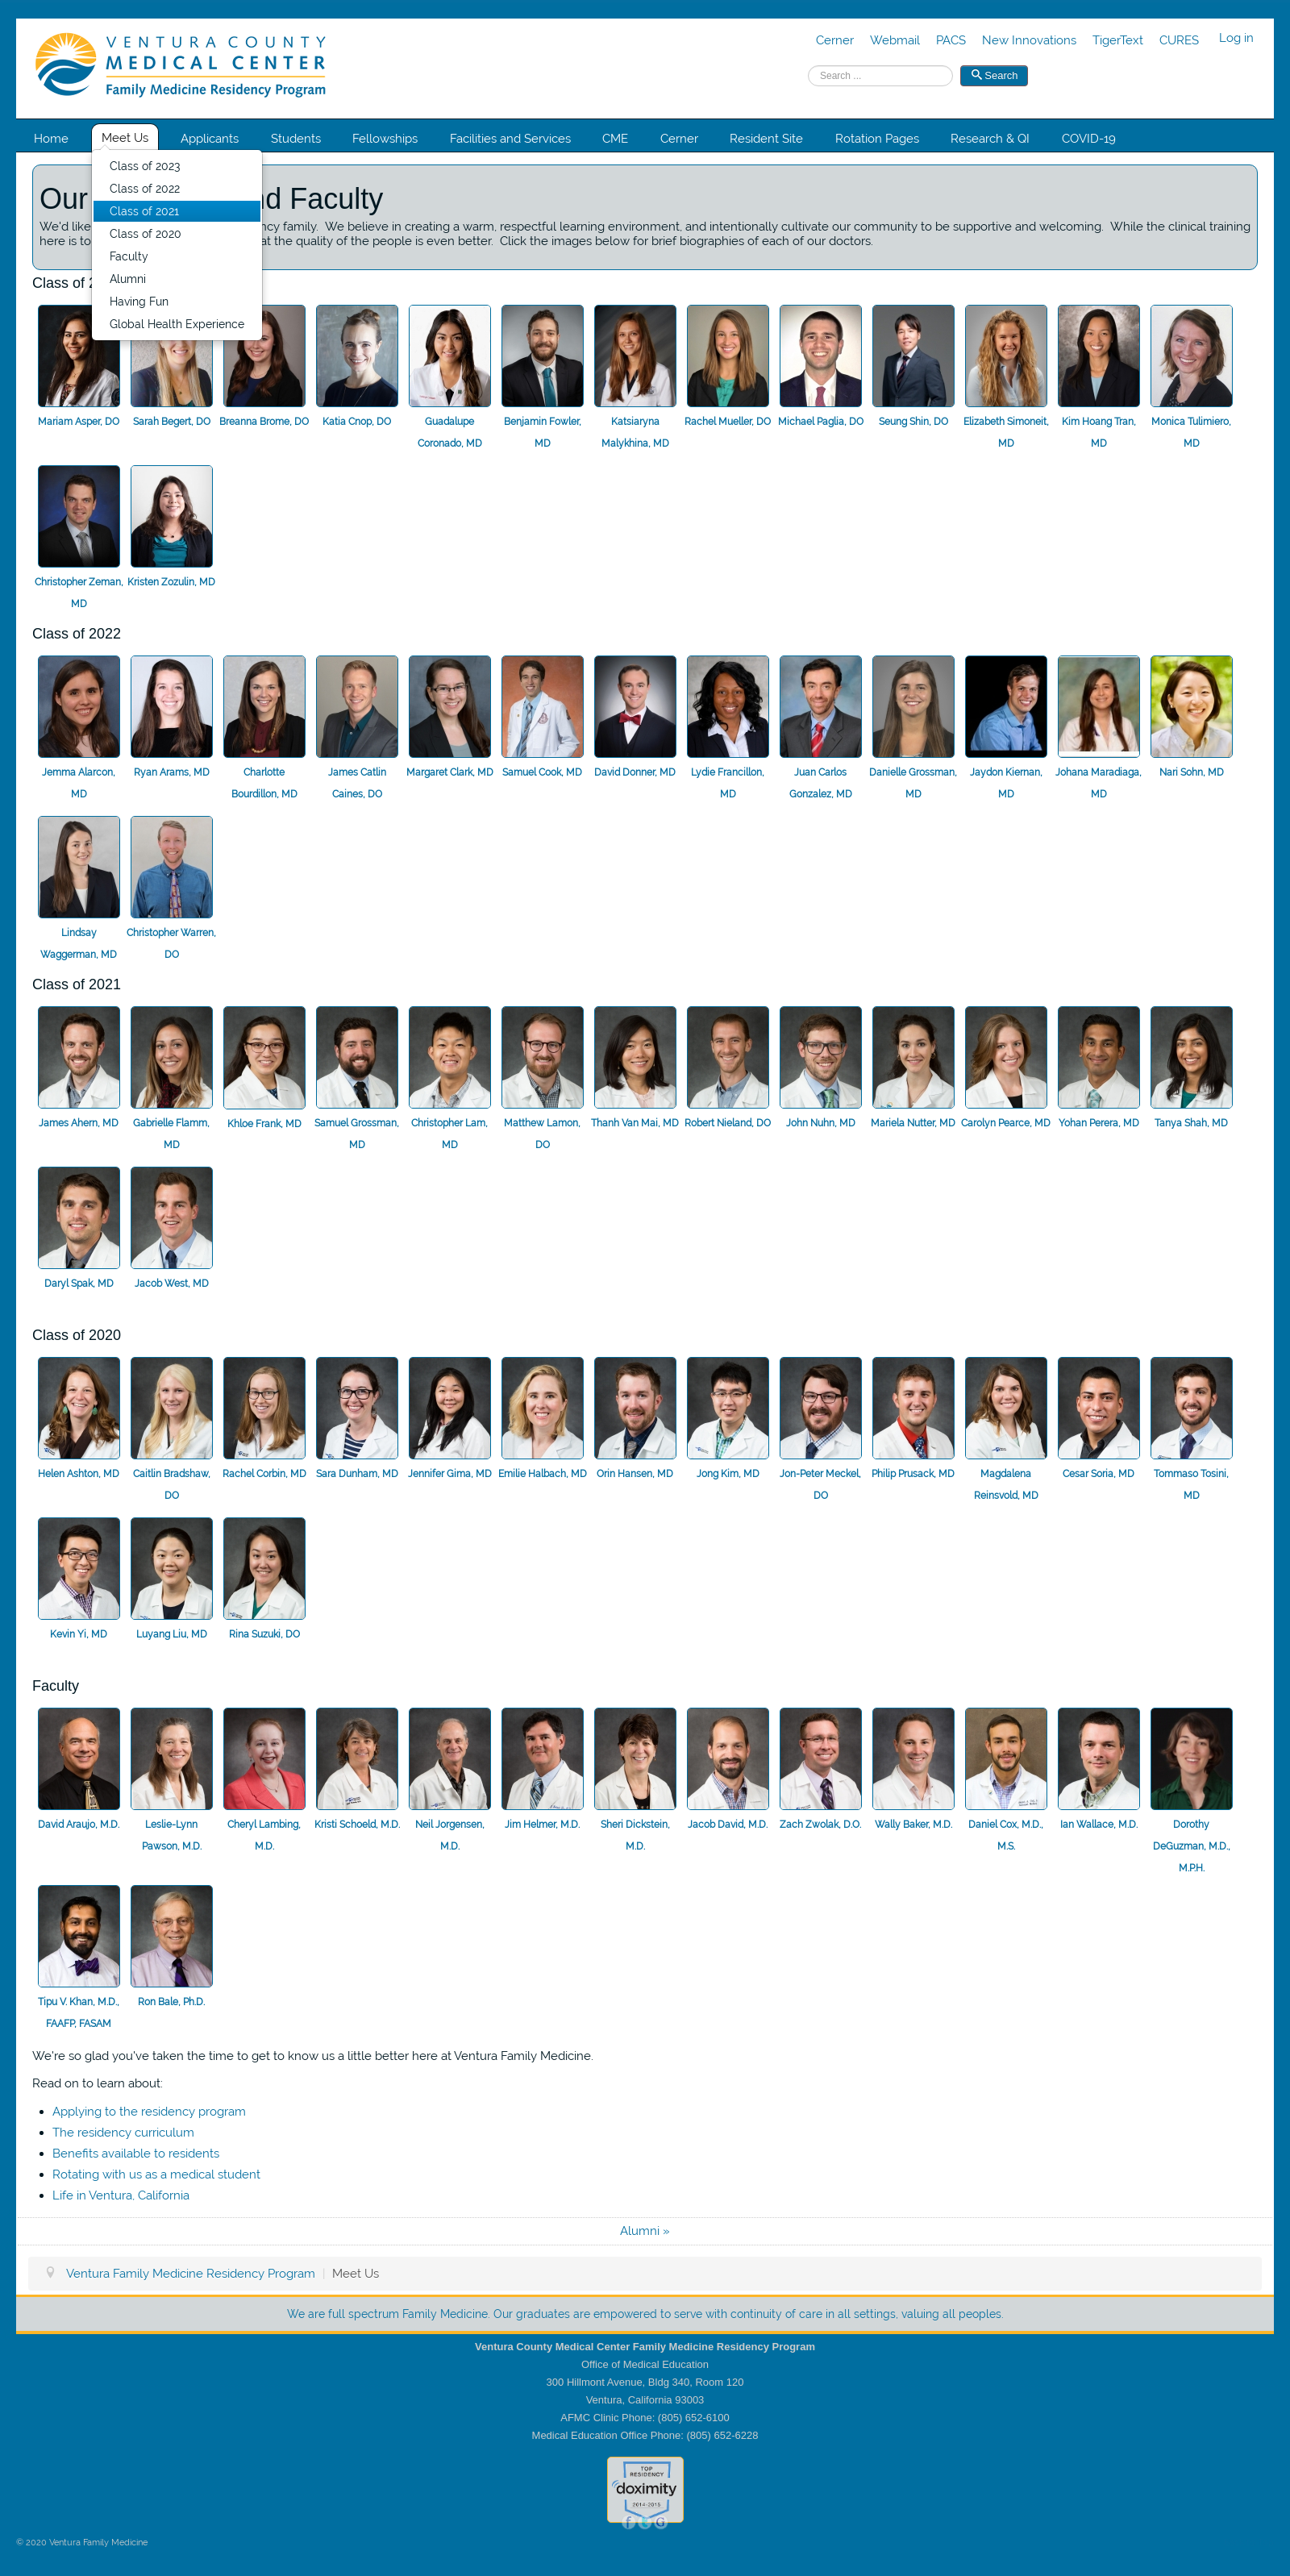 VENTURA COUNTY
MEDICAL CENTER
Family Medicine Residency Program
Cerner Webmail PACS New Innovations TigerText CURES Log in
Search ... Search
Home Meet Us Applicants Students Fellowships Facilities and Services CME Cerner Resident Site Rotation Pages Research & QI COVID-19
Class of 2023
Class of 2022
Class of 2021
Class of 2020
Faculty
Alumni
Having Fun
Global Health Experience
Our nd Faculty
We'd like ncy family. We believe in creating a warm, respectful learning environment, and intentionally cultivate our community to be supportive and welcoming. While the clinical training
here is to at the quality of the people is even better. Click the images below for brief biographies of each of our doctors.
Class of 2
Mariam Asper, DO Sarah Begert, DO Breanna Brome, DO Katia Cnop, DO Guadalupe Benjamin Fowler, Katsiaryna Rachel Mueller, DO Michael Paglia, DO Seung Shin, DO Elizabeth Simoneit, Kim Hoang Tran, Monica Tulimiero,
Coronado, MD MD Malykhina, MD MD MD MD
Christopher Zeman, Kristen Zozulin, MD
MD
Class of 2022
Jemma Alarcon, Ryan Arams, MD Charlotte James Catlin Margaret Clark, MD Samuel Cook, MD David Donner, MD Lydie Francillon, Juan Carlos Danielle Grossman, Jaydon Kiernan, Johana Maradiaga, Nari Sohn, MD
MD Bourdillon, MD Caines, DO MD Gonzalez, MD MD MD MD
Lindsay Christopher Warren,
Waggerman, MD DO
Class of 2021
James Ahern, MD Gabrielle Flamm, Khloe Frank, MD Samuel Grossman, Christopher Lam, Matthew Lamon, Thanh Van Mai, MD Robert Nieland, DO John Nuhn, MD Mariela Nutter, MD Carolyn Pearce, MD Yohan Perera, MD Tanya Shah, MD
MD MD MD DO
Daryl Spak, MD Jacob West, MD
Class of 2020
Helen Ashton, MD Caitlin Bradshaw, Rachel Corbin, MD Sara Dunham, MD Jennifer Gima, MD Emilie Halbach, MD Orin Hansen, MD Jong Kim, MD Jon-Peter Meckel, Philip Prusack, MD Magdalena Cesar Soria, MD Tommaso Tosini,
DO DO Reinsvold, MD MD
Kevin Yi, MD Luyang Liu, MD Rina Suzuki, DO
Faculty
David Araujo, M.D. Leslie-Lynn Cheryl Lambing, Kristi Schoeld, M.D. Neil Jorgensen, Jim Helmer, M.D. Sheri Dickstein, Jacob David, M.D. Zach Zwolak, D.O. Wally Baker, M.D. Daniel Cox, M.D., Ian Wallace, M.D. Dorothy
Pawson, M.D. M.D. M.D. M.D. M.S. DeGuzman, M.D.,
M.P.H.
Tipu V. Khan, M.D., Ron Bale, Ph.D.
FAAFP, FASAM
We're so glad you've taken the time to get to know us a little better here at Ventura Family Medicine.
Read on to learn about:
Applying to the residency program
The residency curriculum
Benefits available to residents
Rotating with us as a medical student
Life in Ventura, California
Alumni »
Ventura Family Medicine Residency Program | Meet Us
We are full spectrum Family Medicine. Our graduates are empowered to serve with continuity of care in all settings, valuing all peoples.
Ventura County Medical Center Family Medicine Residency Program
Office of Medical Education
300 Hillmont Avenue, Bldg 340, Room 120
Ventura, California 93003
AFMC Clinic Phone: (805) 652-6100
Medical Education Office Phone: (805) 652-6228
TOP
RESIDENCY
doximity
2014-2015
© 2020 Ventura Family Medicine